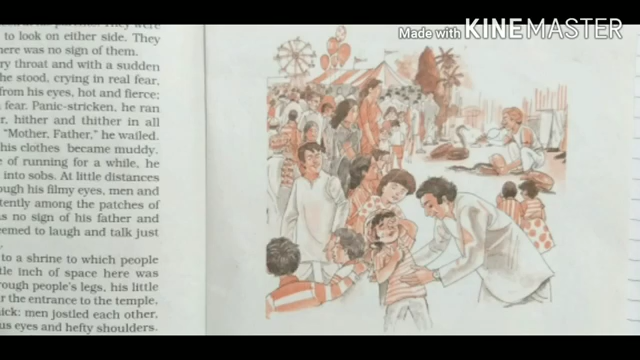 Made with KINEMASTER
to look on either side. They
here was no sign of them.
ry throat and with a sudden
he stood, crying in real fear,
from his eyes, hot and fierce;
fear. Panic-stricken, he ran
r, hither and thither in all
"Mother, Father," he wailed.
his clothes became muddy.
e of running for a while, he
into sobs. At little distances
ough his filmy eyes, men and
tently among the patches of
s no sign of his father and
eemed to laugh and talk just
to a shrine to which people
tle inch of space here was
rough people's legs, his little
r the entrance to the temple,
ick: men jostled each other,
us eyes and hefty shoulders.